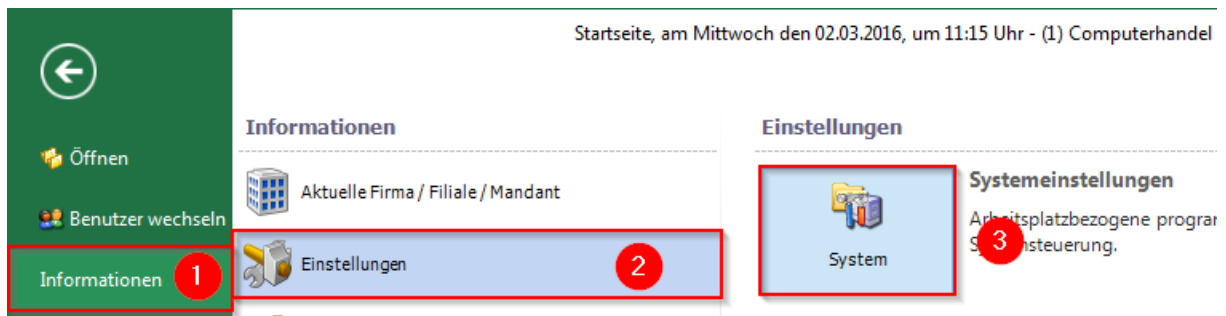 Startseite, am Mittwoch den 02.03.2016, um 11:15 Uhr - (1) Computerhandel
Öffnen
Benutzer wechseln
Informationen 1
Informationen
Aktuelle Firma / Filiale / Mandant
Einstellungen 2
Einstellungen
System
Systemeinstellungen
Arbeitsplatzbezogene
3 steuerung.